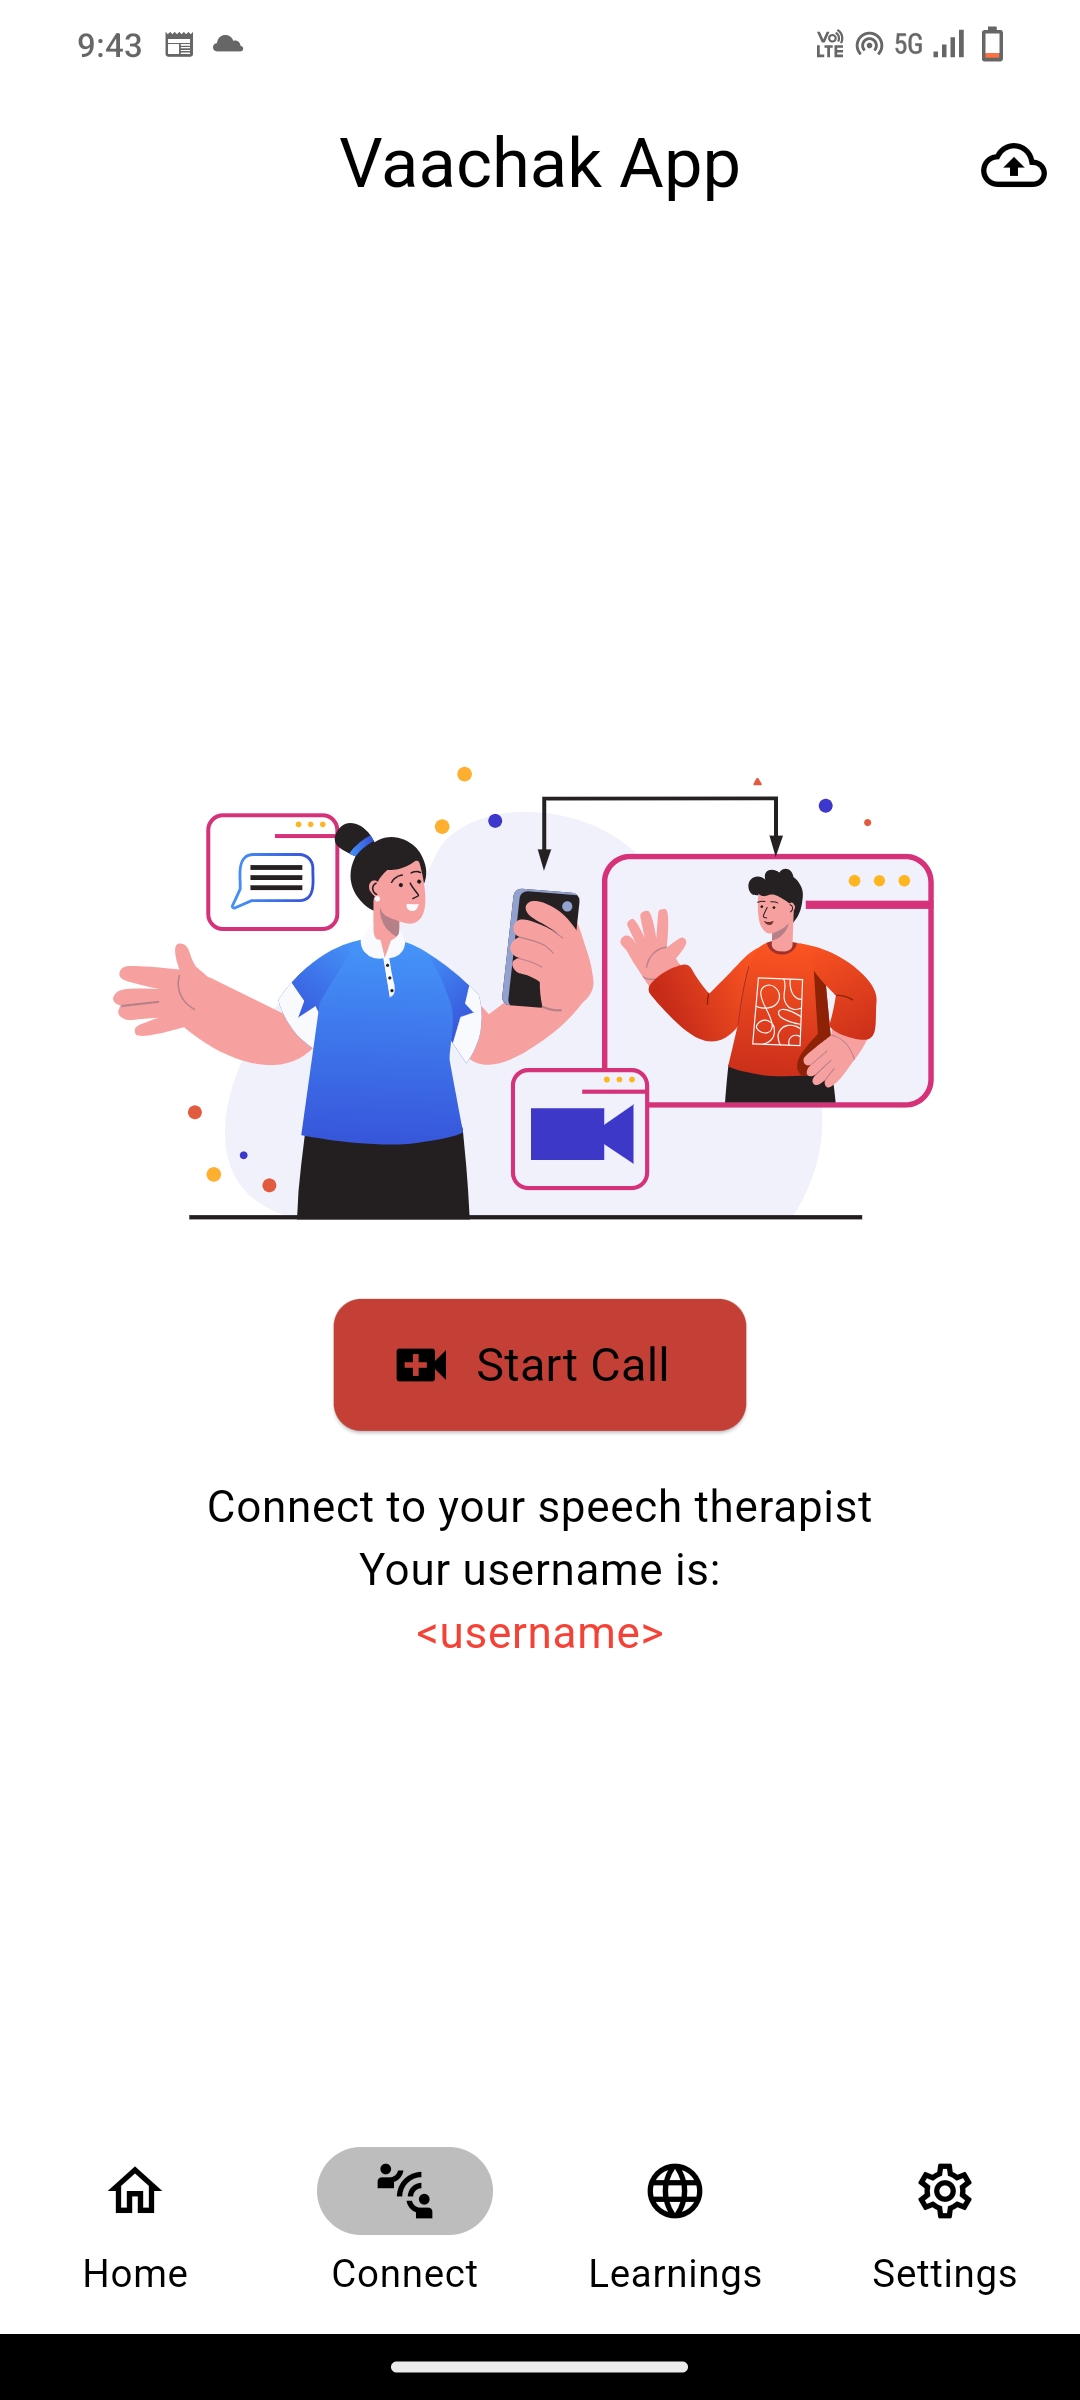 9:43
Vo)) LTE 5G
Vaachak App
Start Call
Connect to your speech therapist
Your username is:
<username>
Home Connect Learnings Settings